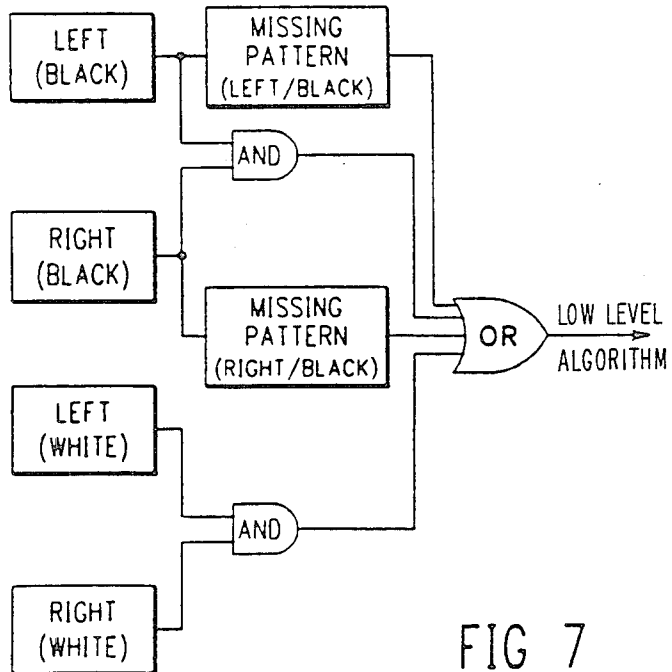 LEFT
(BLACK)
MISSING
PATTERN
(LEFT/BLACK)
AND
RIGHT
(BLACK)
MISSING
PATTERN
(RIGHT/BLACK)
OR
LOW LEVEL
ALGORITHM
LEFT
(WHITE)
AND
RIGHT
(WHITE)
FIG 7